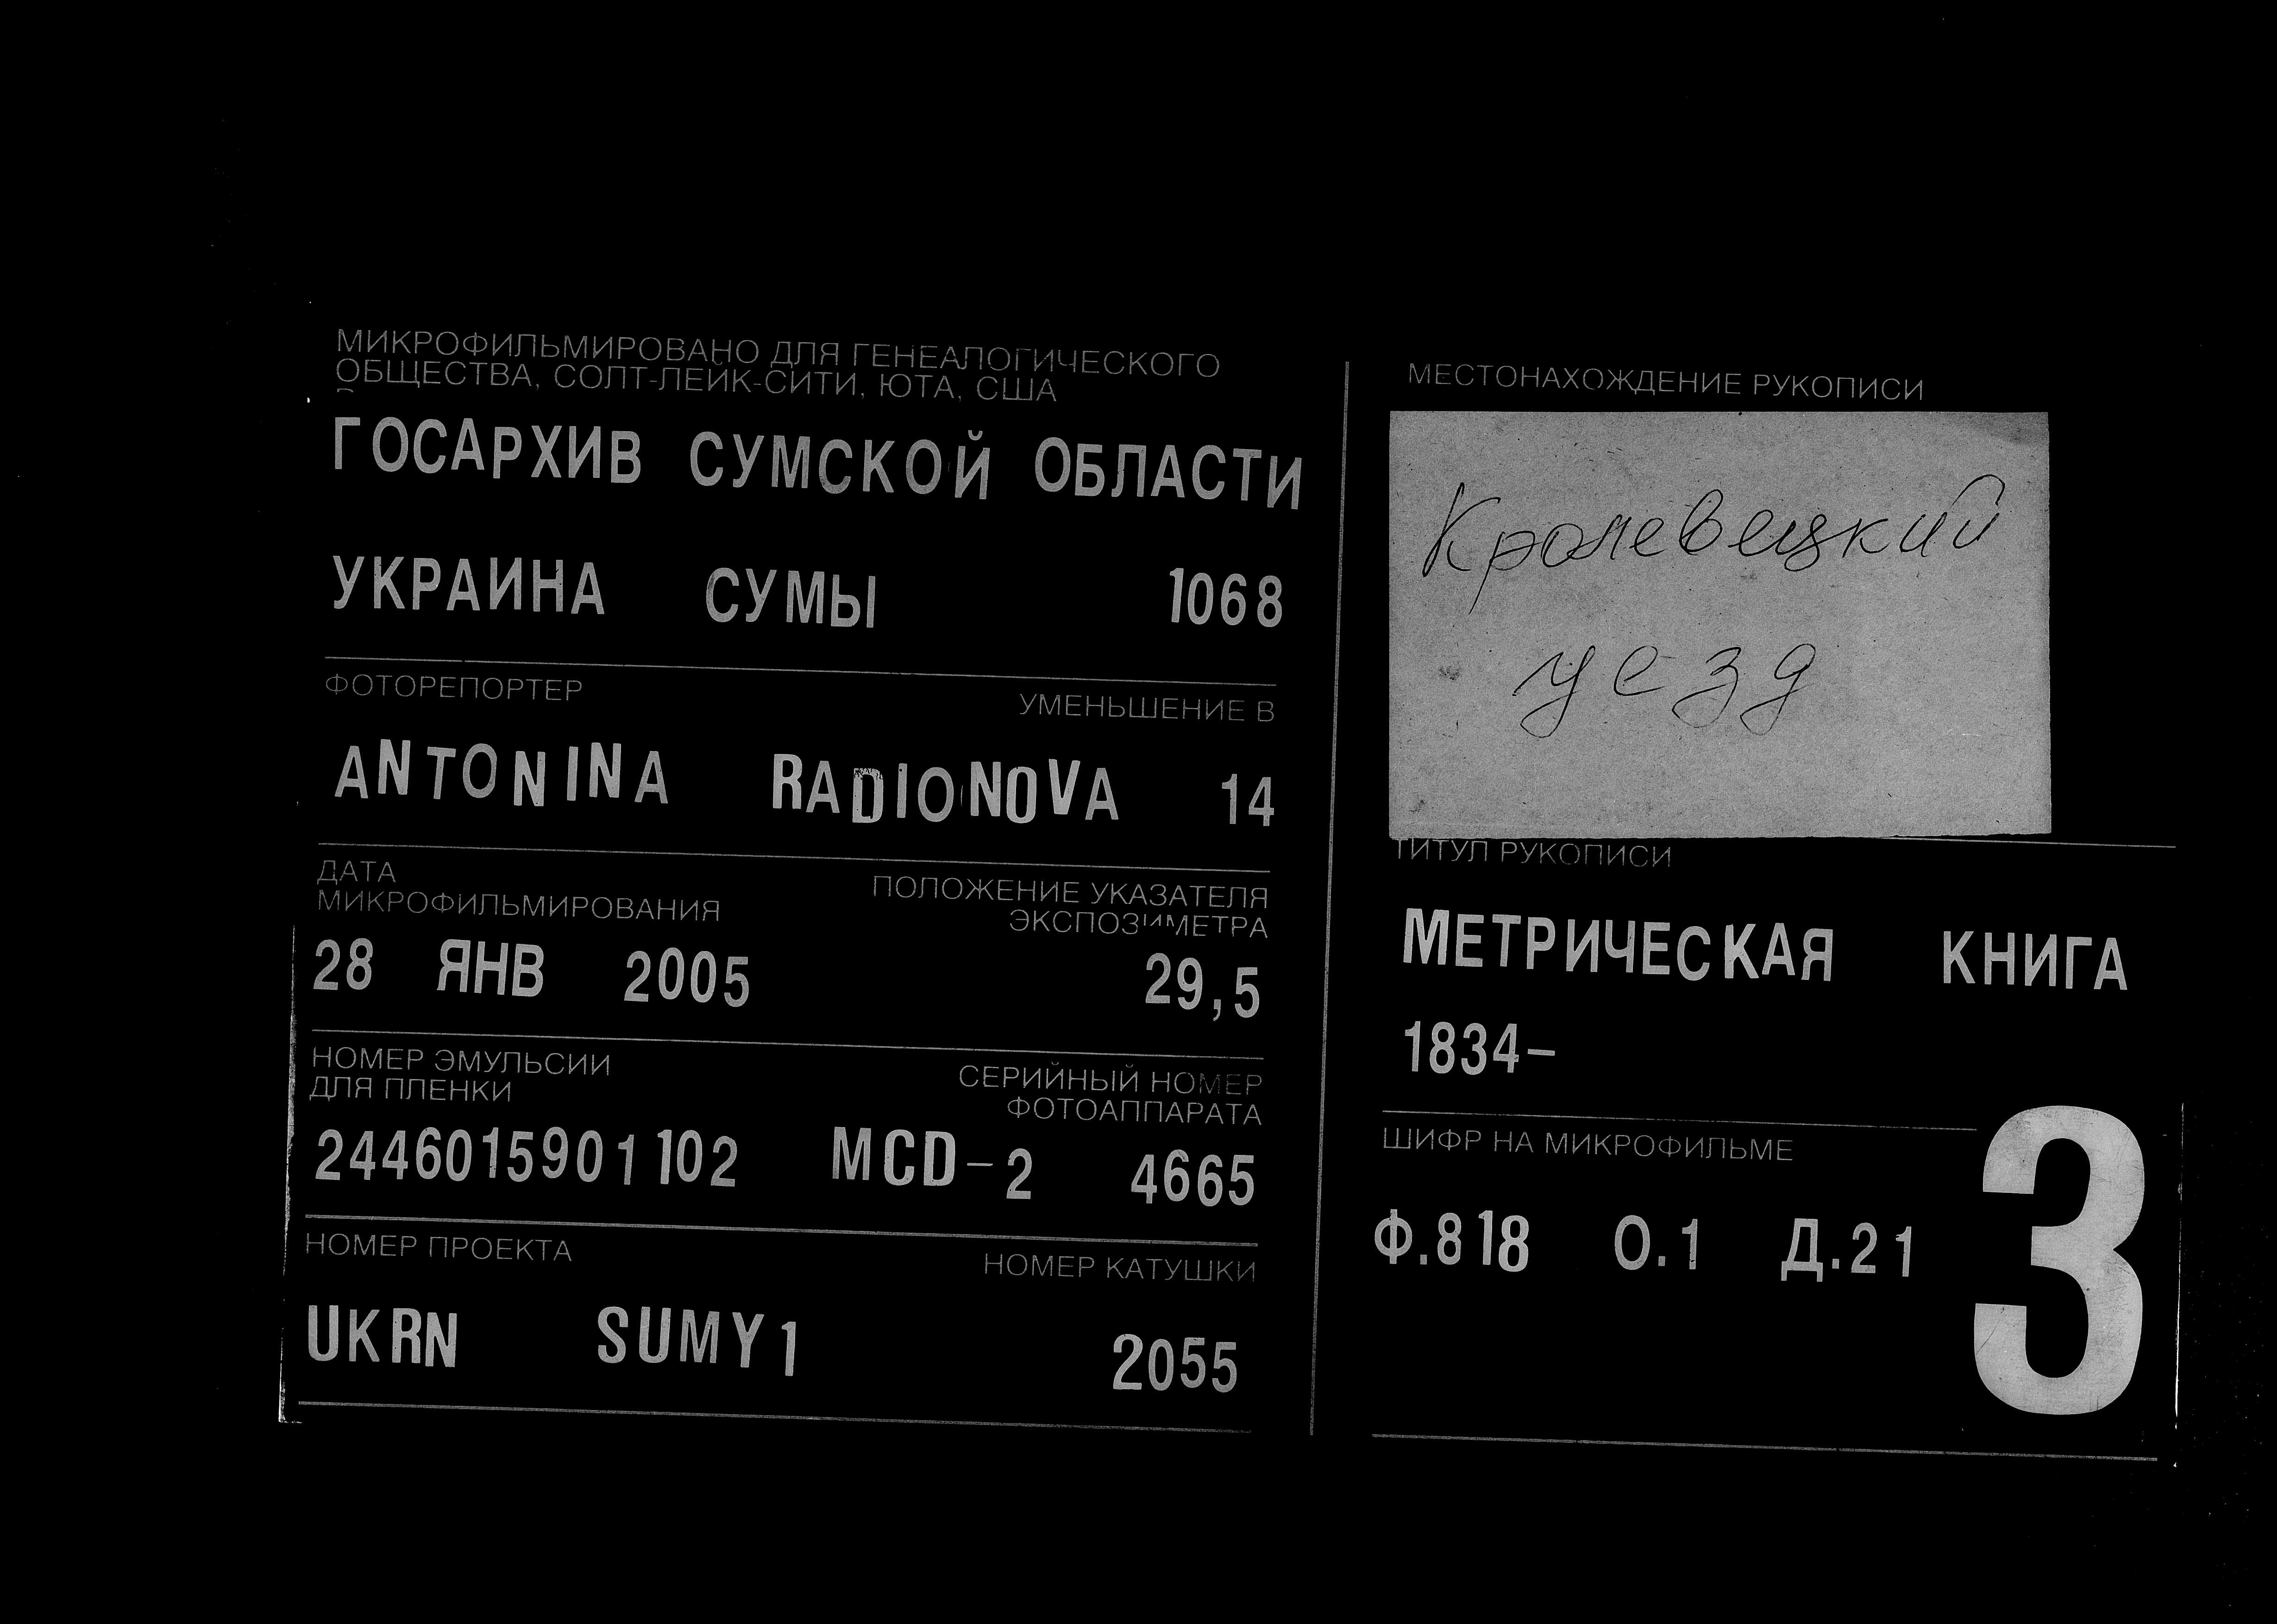 МИКРОФИЛЬМИРОВАНО ДЛЯ ГЕНЕАЛОГИЧЕСКОГО
ОБЩЕСТВА, СОЛТ-ЛЕЙК-СИТИ, ЮТА, США
ГОСАРХИВ СУМСКОЙ ОБЛАСТИ
УКРАИНА СУМЫ 1068
ФОТОРЕПОРТЕР УМЕНЬШЕНИЕ В
ANTONINA RADIONOVA 14
ДАТА
МИКРОФИЛЬМИРОВАНИЯ
ПОЛОЖЕНИЕ УКАЗАТЕЛЯ
ЭКСПОЗИМЕТРА
28 ЯНВ 2005 29,5
НОМЕР ЭМУЛЬСИИ
ДЛЯ ПЛЕНКИ
СЕРИЙНЫЙ НОМЕР
ФОТОАППАРАТА
2446015901102 MCD-2 4665
НОМЕР ПРОЕКТА НОМЕР КАТУШКИ
UKRN SUMY1 2055
МЕСТОНАХОЖДЕНИЕ РУКОПИСИ
Кролевецкий
уезд
ТИТУЛ РУКОПИСИ
МЕТРИЧЕСКАЯ КНИГА
1834-
ШИФР НА МИКРОФИЛЬМЕ
Ф.818 О.1 Д.21
3